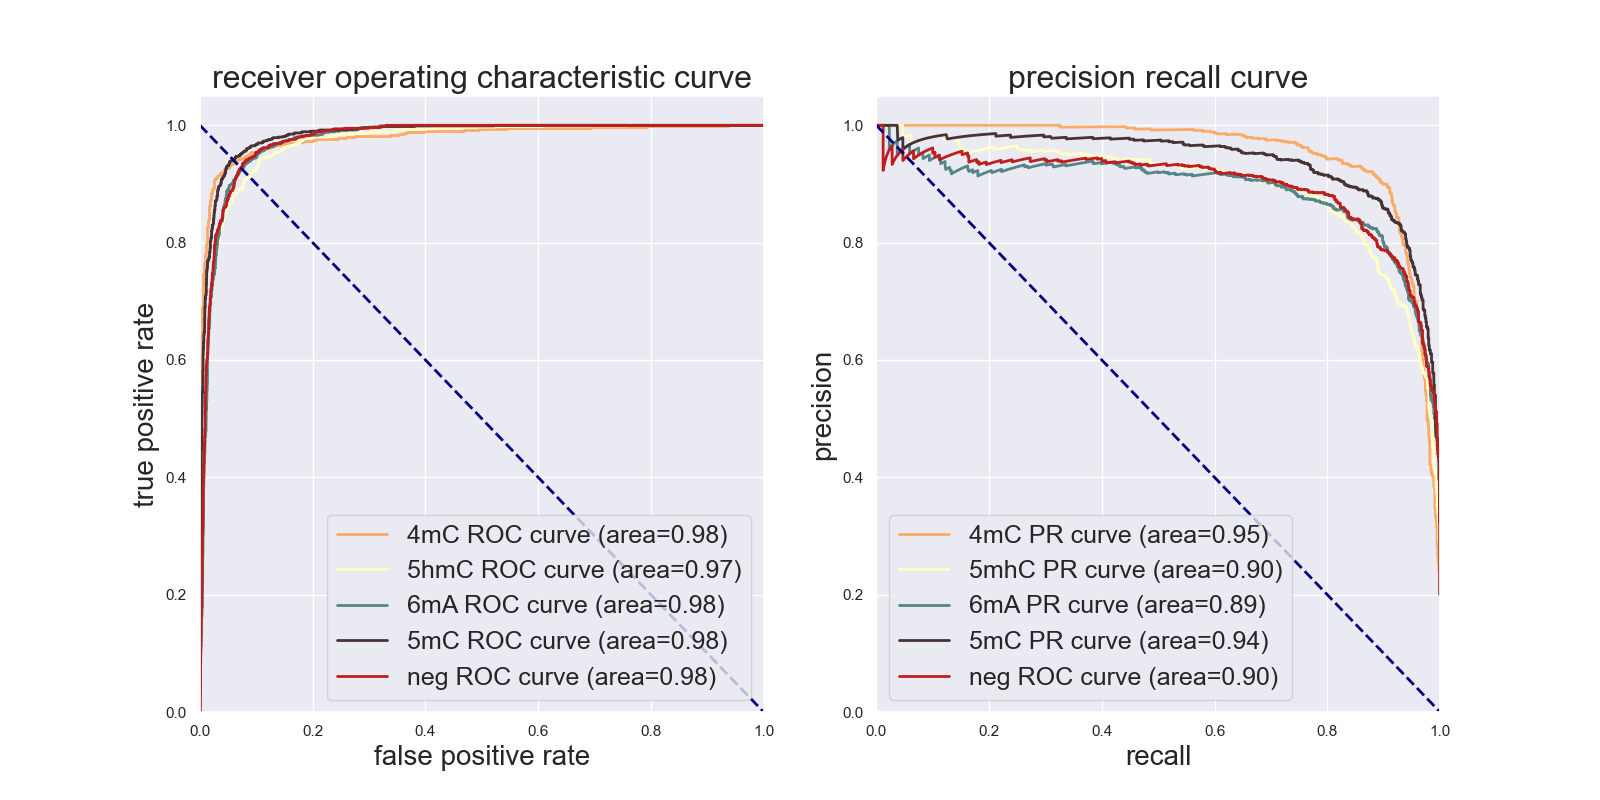 receiver operating characteristic curve
1.0
0.8
0.6
0.4
0.2
0.0
true positive rate
4mC ROC curve (area=0.98)
5hmC ROC curve (area=0.97)
6mA ROC curve (area=0.98)
5mC ROC curve (area=0.98)
neg ROC curve (area=0.98)
0.0 0.2 0.4 0.6 0.8 1.0
false positive rate
precision recall curve
1.0
0.8
0.6
0.4
0.2
0.0
precision
4mC PR curve (area=0.95)
5mhC PR curve (area=0.90)
6mA PR curve (area=0.89)
5mC PR curve (area=0.94)
neg ROC curve (area=0.90)
0.0 0.2 0.4 0.6 0.8 1.0
recall